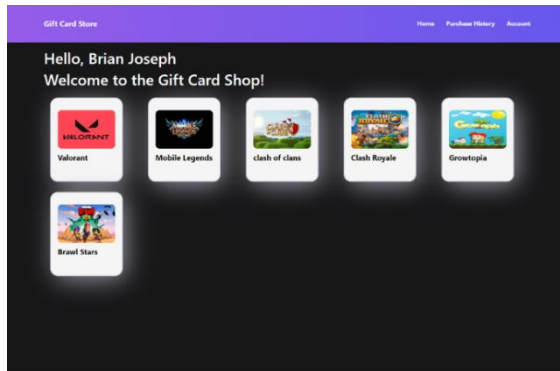 Gift Card Store
Home Purchase History Account
Hello, Brian Joseph
Welcome to the Gift Card Shop!
VALORANT
Valorant
Mobile Legends
clash of clans
Clash Royale
Growtopia
Growtopia
Brawl Stars